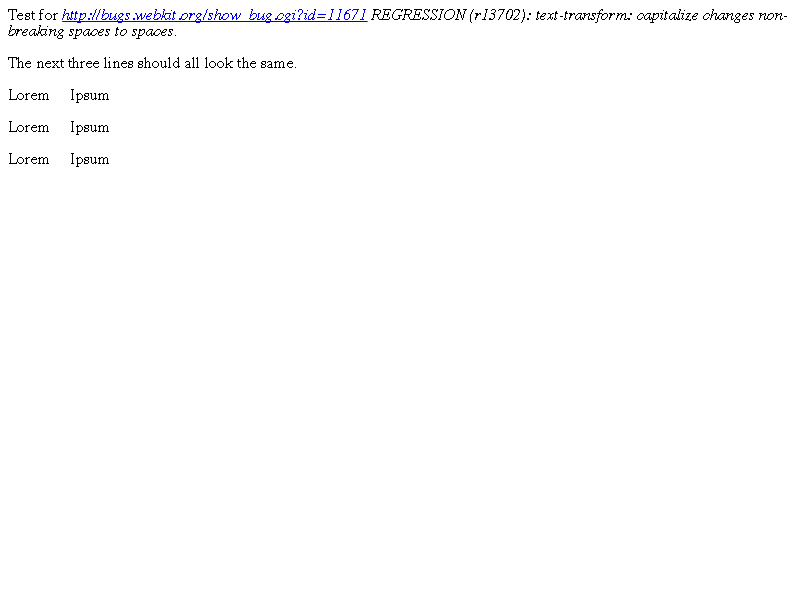 Test for http://bugs.webkit.org/show_bug.cgi?id=11671 REGRESSION (r13702): text-transform: capitalize changes non-
breaking spaces to spaces.
The next three lines should all look the same.
Lorem     Ipsum
Lorem     Ipsum
Lorem     Ipsum